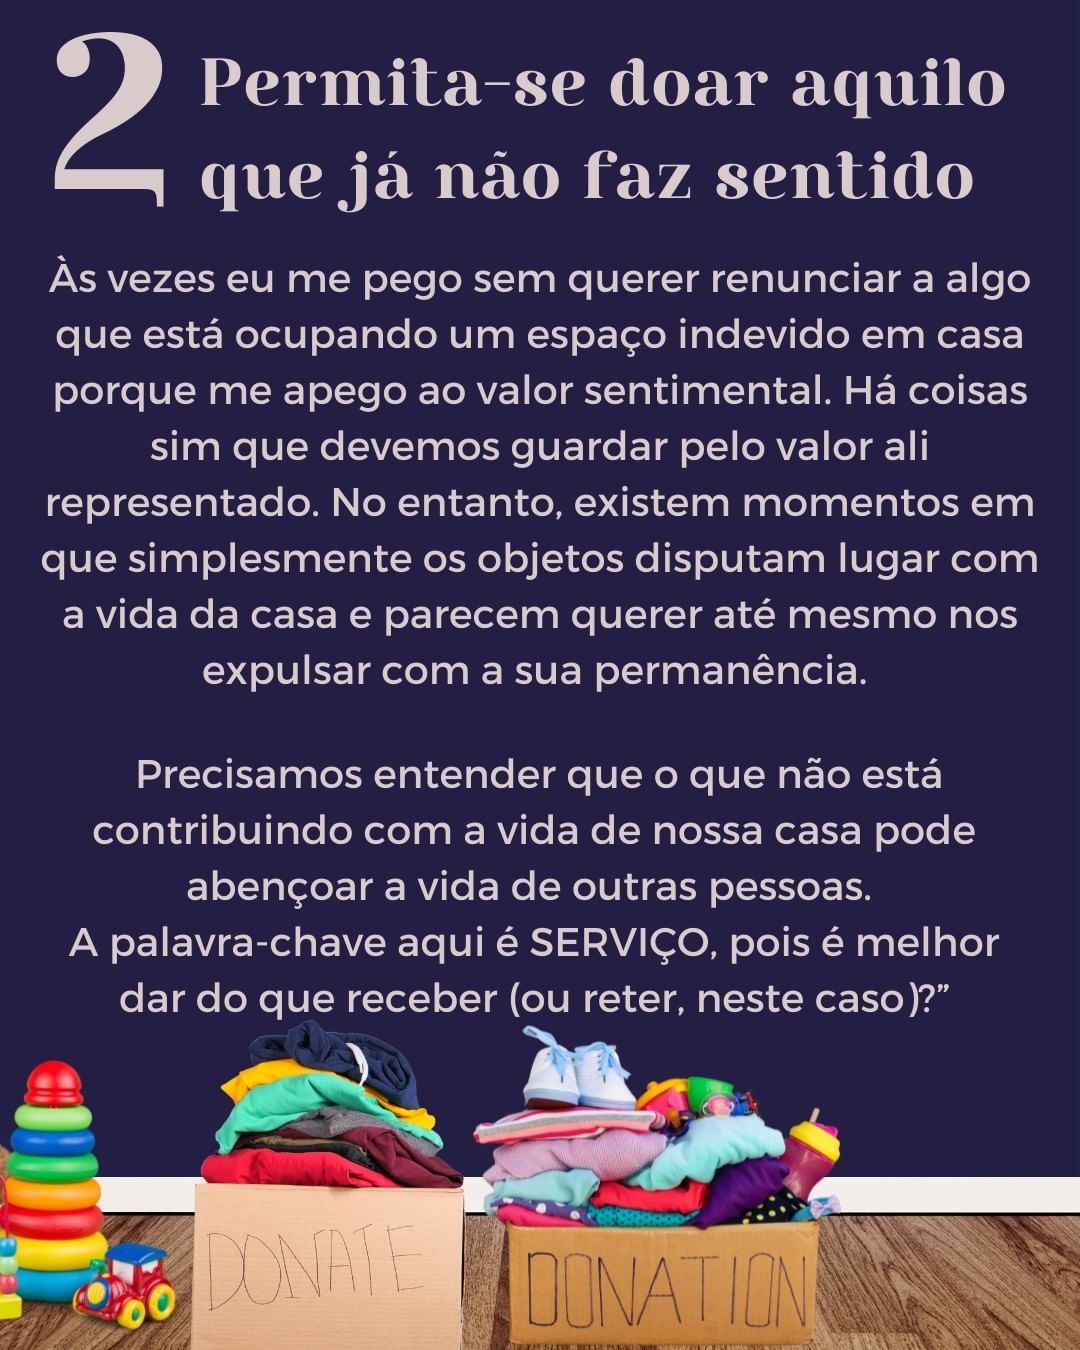 2
Permita-se doar aquilo
que já não faz sentido
Às vezes eu me pego sem querer renunciar a algo
que está ocupando um espaço indevido em casa
porque me apego ao valor sentimental. Há coisas
sim que devemos guardar pelo valor ali
representado. No entanto, existem momentos em
que simplesmente os objetos disputam lugar com
a vida da casa e parecem querer até mesmo nos
expulsar com a sua permanência.
Precisamos entender que o que não está
contribuindo com a vida de nossa casa pode
abençoar a vida de outras pessoas.
A palavra-chave aqui é SERVIÇO, pois é melhor
dar do que receber (ou reter, neste caso)?”
DONATE
DONATION